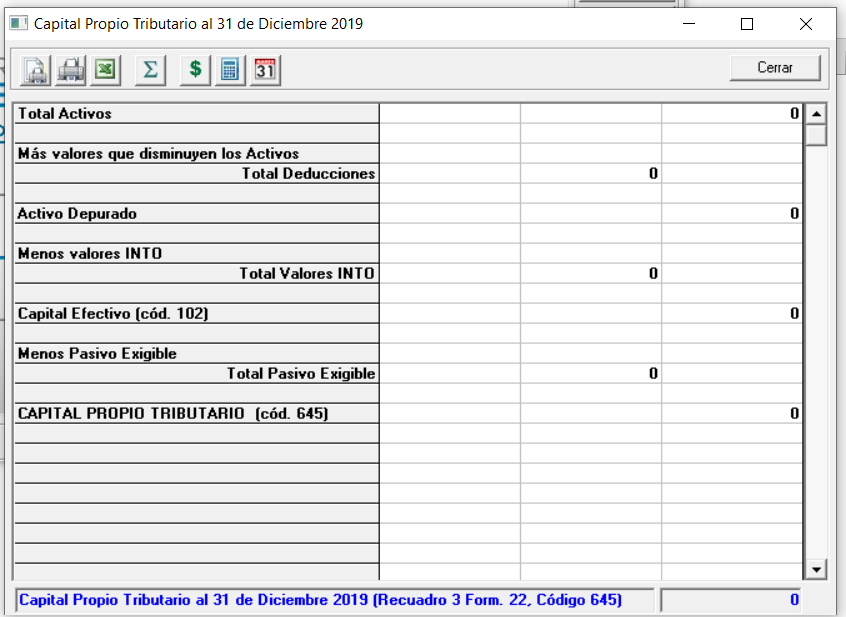 Capital Propio Tributario al 31 de Diciembre 2019
31
Cerrar
Total Activos 0
Más valores que disminuyen los Activos
Total Deducciones 0
Activo Depurado 0
Menos valores INTO
Total Valores INTO 0
Capital Efectivo (cód. 102) 0
Menos Pasivo Exigible
Total Pasivo Exigible 0
CAPITAL PROPIO TRIBUTARIO (cód. 645) 0
Capital Propio Tributario al 31 de Diciembre 2019 (Recuadro 3 Form. 22, Código 645) 0